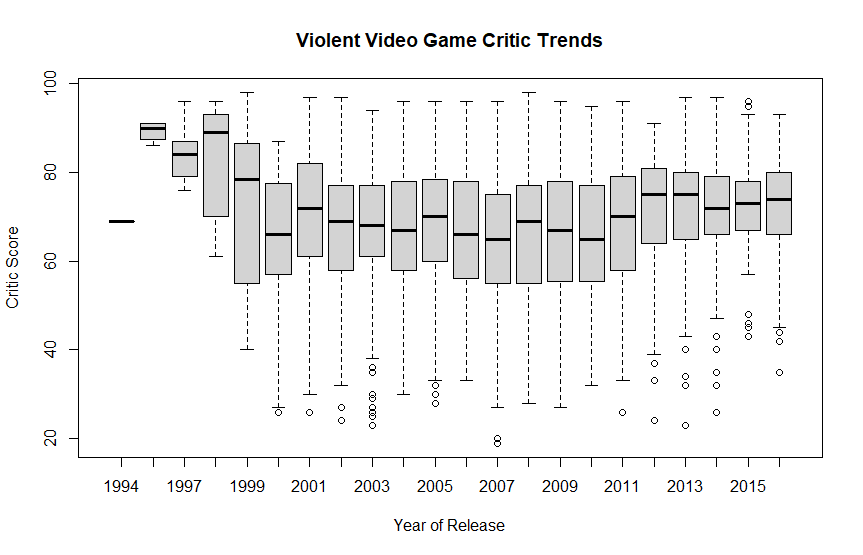 Violent Video Game Critic Trends
Critic Score
100
80
60
40
20
1994 1997 1999 2001 2003 2005 2007 2009 2011 2013 2015
Year of Release